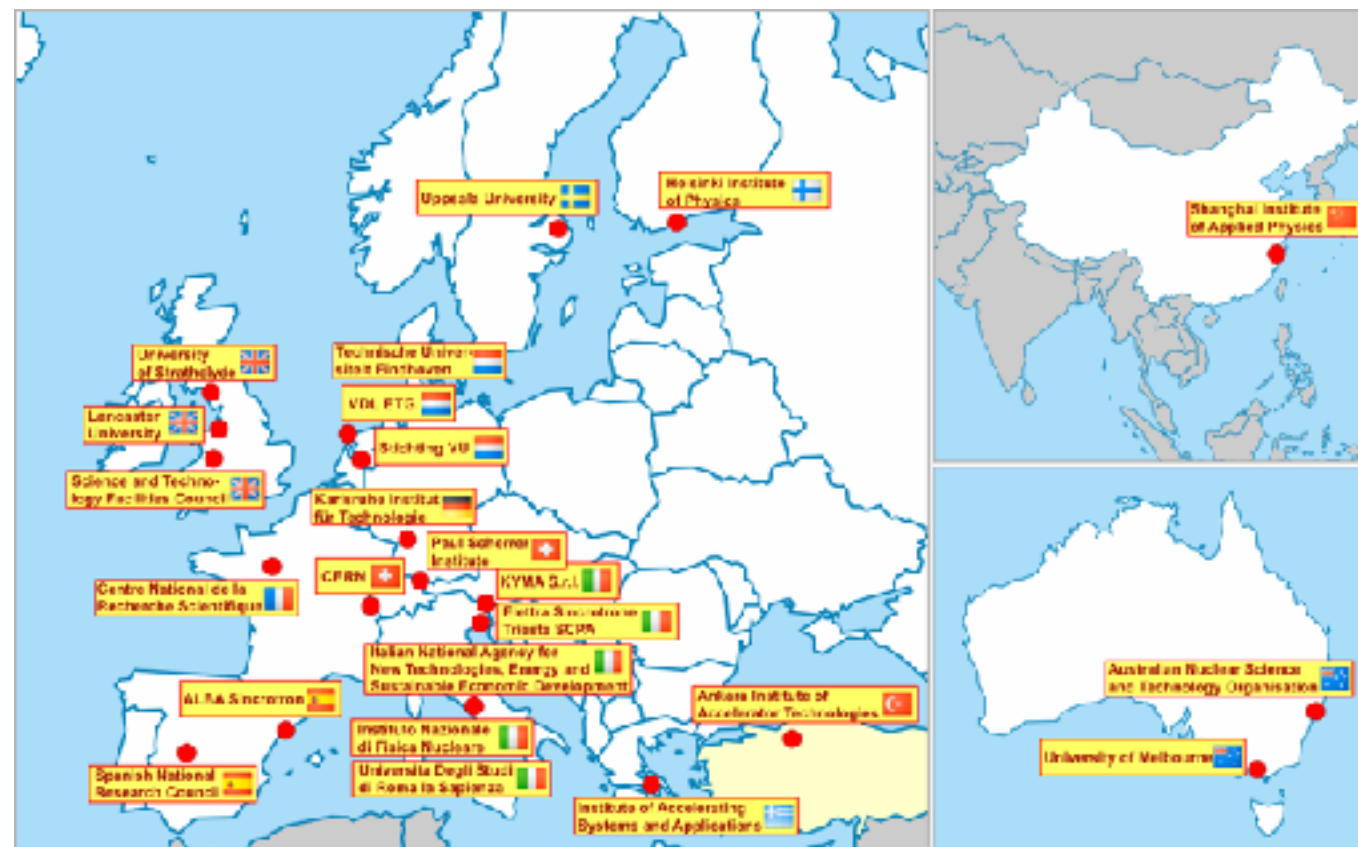 Uppsala University
Helsinki Institute
of Physics
Shanghai Institute
of Applied Physics
University
of Strathclyde
Technische Univer-
siteit Eindhoven
VDL ETG
Lancaster
University
Stichting VU
Science and Techno-
logy Facilities Council
Karlsruhe Institut
für Technologie
Paul Scherrer
Institute
CERN
KYMA S.r.l.
Centre National de la
Recherche Scientifique
Elettra Sincrotrone
Trieste SCPA
Italian National Agency for
New Technologies, Energy and
Sustainable Economic Development
ALBA Sincrotron
Ankara Institute of
Accelerator Technologies
Australian Nuclear Science
and Technology Organisation
Instituto Nazionale
di Fisica Nucleare
University of Melbourne
Spanish National
Research Council
Universita Degli Studi
di Roma la Sapienza
Institute of Accelerating
Systems and Applications